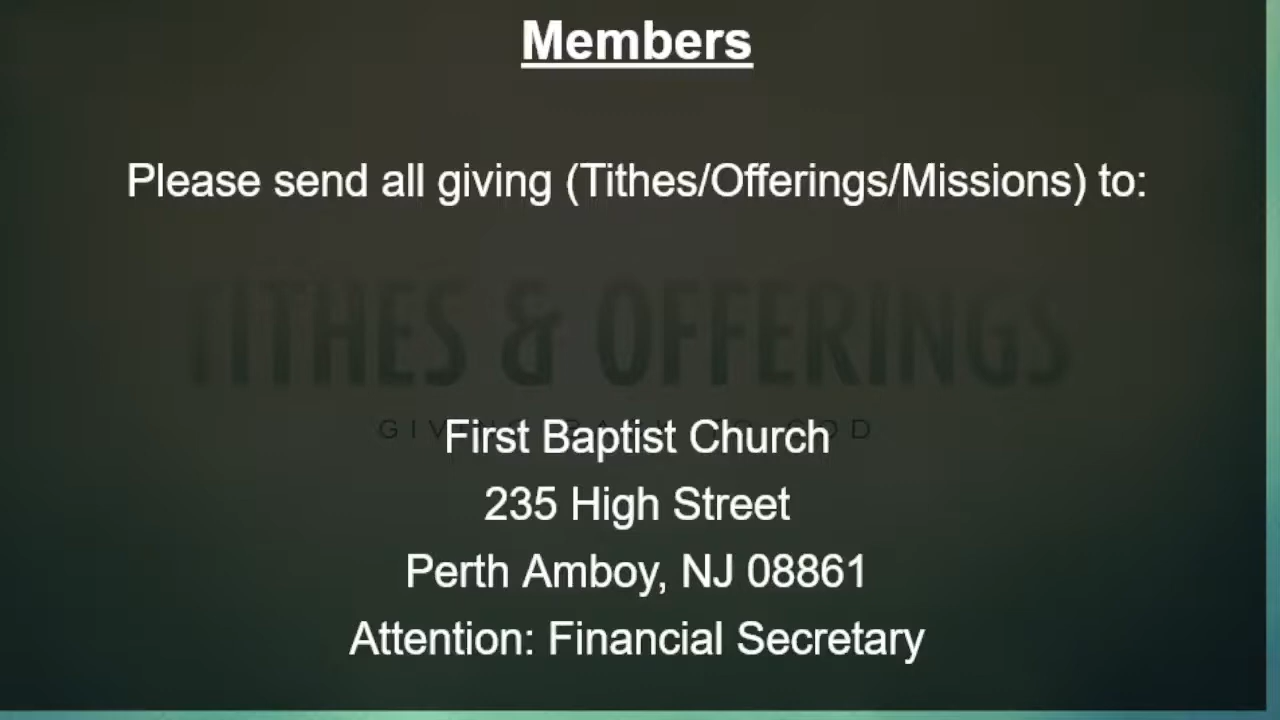 Members
Please send all giving (Tithes/Offerings/Missions) to:
TITHES & OFFERINGS
First Baptist Church
235 High Street
Perth Amboy, NJ 08861
Attention: Financial Secretary